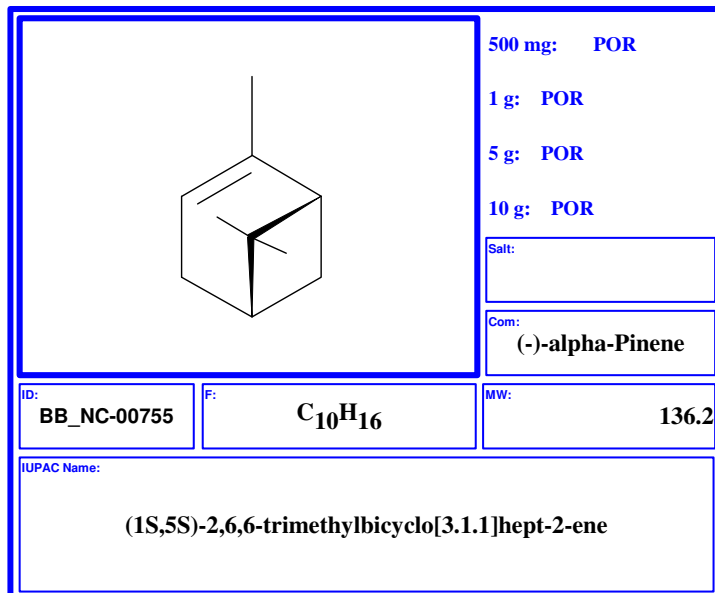 500 mg: POR
1 g: POR
5 g: POR
10 g: POR
Salt:
Com:
(-)-alpha-Pinene
ID:
BB_NC-00755
F:
C10H16
MW:
136.2
IUPAC Name:
(1S,5S)-2,6,6-trimethylbicyclo[3.1.1]hept-2-ene